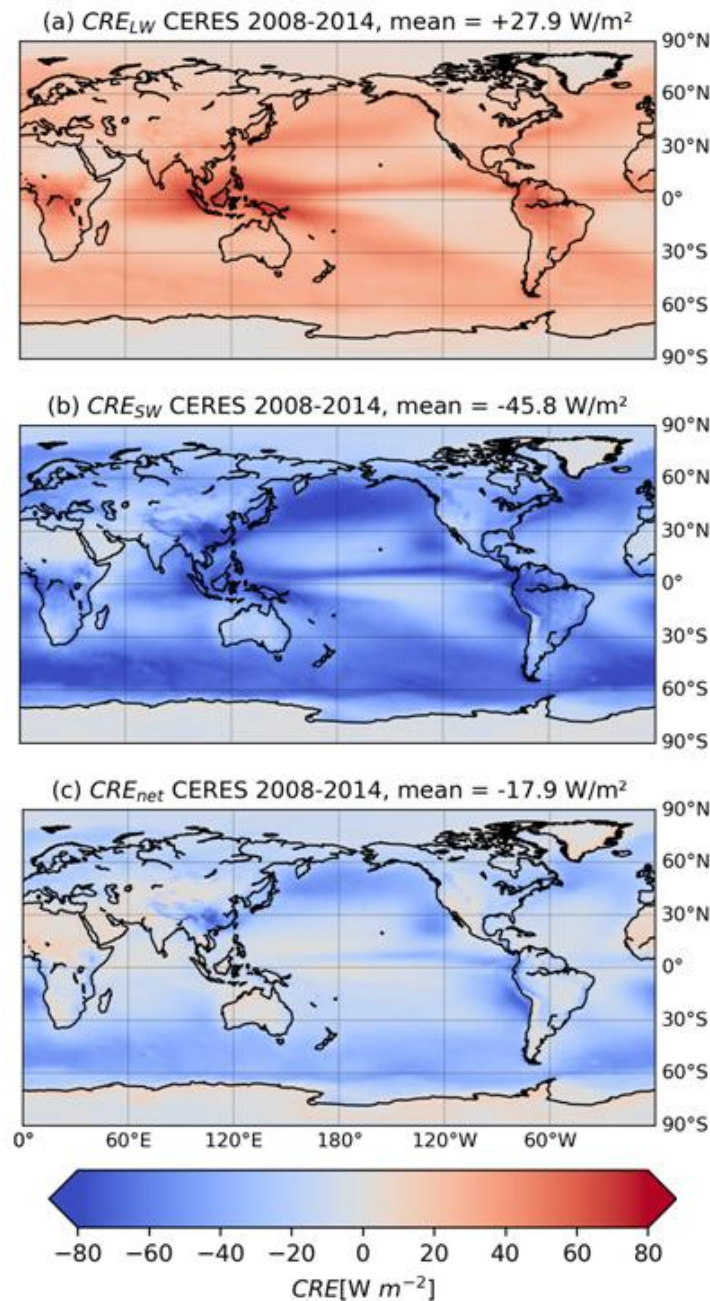 (a) CRE_LW CERES 2008-2014, mean = +27.9 W/m²
90°N
60°N
30°N
0°
30°S
60°S
90°S
(b) CRE_SW CERES 2008-2014, mean = -45.8 W/m²
90°N
60°N
30°N
0°
30°S
60°S
90°S
(c) CRE_net CERES 2008-2014, mean = -17.9 W/m²
90°N
60°N
30°N
0°
30°S
60°S
90°S
0° 60°E 120°E 180° 120°W 60°W
−80 −60 −40 −20 0 20 40 60 80
CRE[W m⁻²]